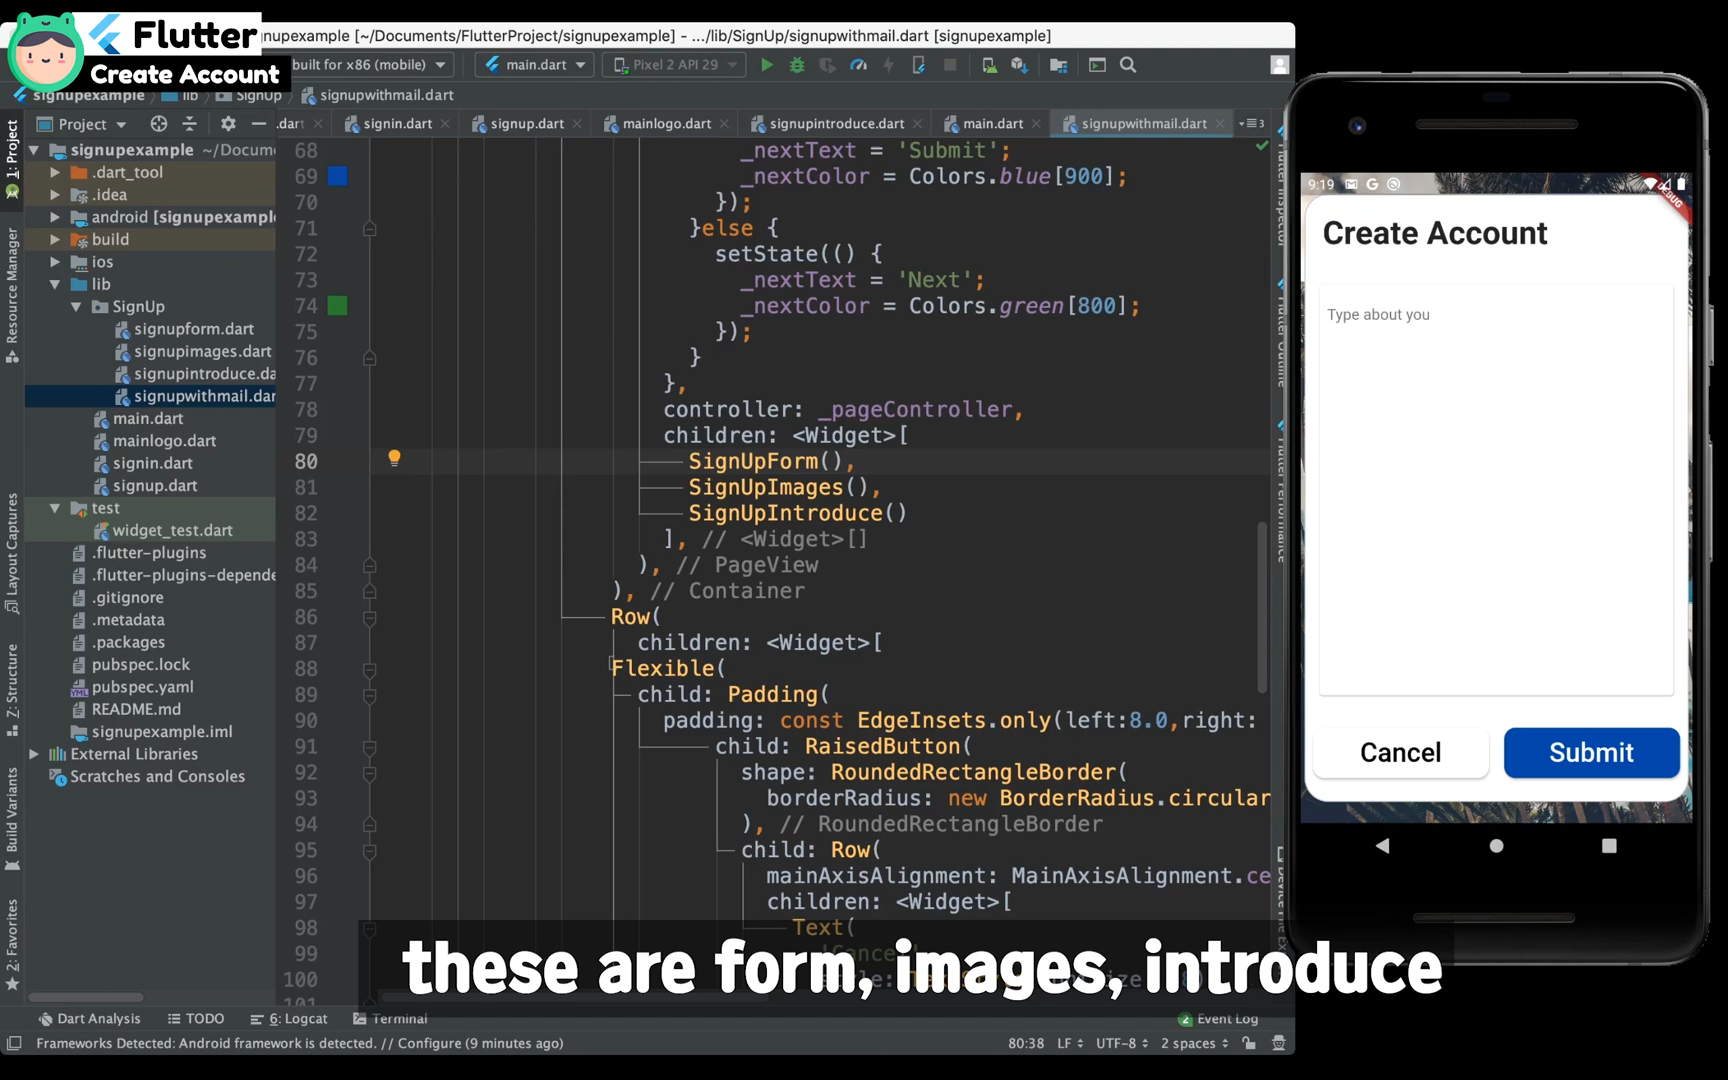 Flutter
Create Account
signupexample [~/Documents/FlutterProject/signupexample] - .../lib/SignUp/signupwithmail.dart [signupexample]
built for x86 (mobile)
main.dart
Pixel 2 API 29
signupexample
lib
SignUp
signupwithmail.dart
Project
.dart
signin.dart
signup.dart
mainlogo.dart
signupintroduce.dart
main.dart
signupwithmail.dart
1: Project
Resource Manager
Layout Captures
Z: Structure
Build Variants
2: Favorites
signupexample ~/Docum
.dart_tool
.idea
android [signupexample
build
ios
lib
SignUp
signupform.dart
signupimages.dart
signupintroduce.da
signupwithmail.dar
main.dart
mainlogo.dart
signin.dart
signup.dart
test
widget_test.dart
.flutter-plugins
.flutter-plugins-depende
.gitignore
.metadata
.packages
pubspec.lock
pubspec.yaml
README.md
signupexample.iml
External Libraries
Scratches and Consoles
68 _nextText = 'Submit';
69 _nextColor = Colors.blue[900];
70 });
71 }else {
72 setState(() {
73 _nextText = 'Next';
74 _nextColor = Colors.green[800];
75 });
76 }
77 },
78 controller: _pageController,
79 children: <Widget>[
80 SignUpForm(),
81 SignUpImages(),
82 SignUpIntroduce()
83 ], // <Widget>[]
84 ), // PageView
85 ), // Container
86 Row(
87 children: <Widget>[
88 Flexible(
89 child: Padding(
90 padding: const EdgeInsets.only(left:8.0,right:
91 child: RaisedButton(
92 shape: RoundedRectangleBorder(
93 borderRadius: new BorderRadius.circular
94 ), // RoundedRectangleBorder
95 child: Row(
96 mainAxisAlignment: MainAxisAlignment.ce
97 children: <Widget>[
98 Text(
99
100
101
these are form, images, introduce
Flutter Inspector
Flutter Outline
Flutter Performance
Dart Analysis
TODO
6: Logcat
Terminal
2 Event Log
Frameworks Detected: Android framework is detected. // Configure (9 minutes ago)
80:38 LF UTF-8 2 spaces
9:19
DEBUG
Create Account
Type about you
Cancel
Submit